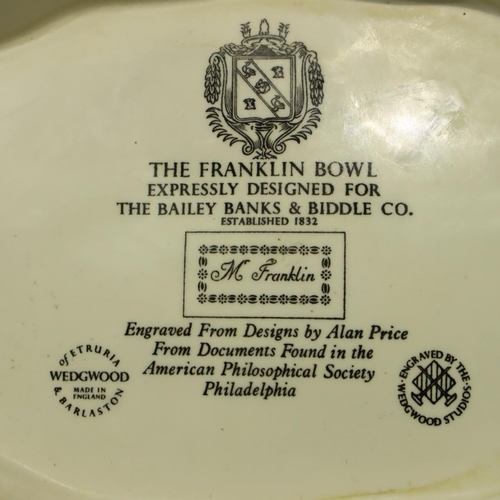 THE FRANKLIN BOWL
EXPRESSLY DESIGNED FOR
THE BAILEY BANKS & BIDDLE CO.
ESTABLISHED 1832
Mr Franklin
Engraved From Designs by Alan Price
From Documents Found in the
American Philosophical Society
Philadelphia
of ETRURIA
WEDGWOOD
MADE IN
ENGLAND
& BARLASTON
·ENGRAVED BY THE·
WEDGWOOD STUDIOS